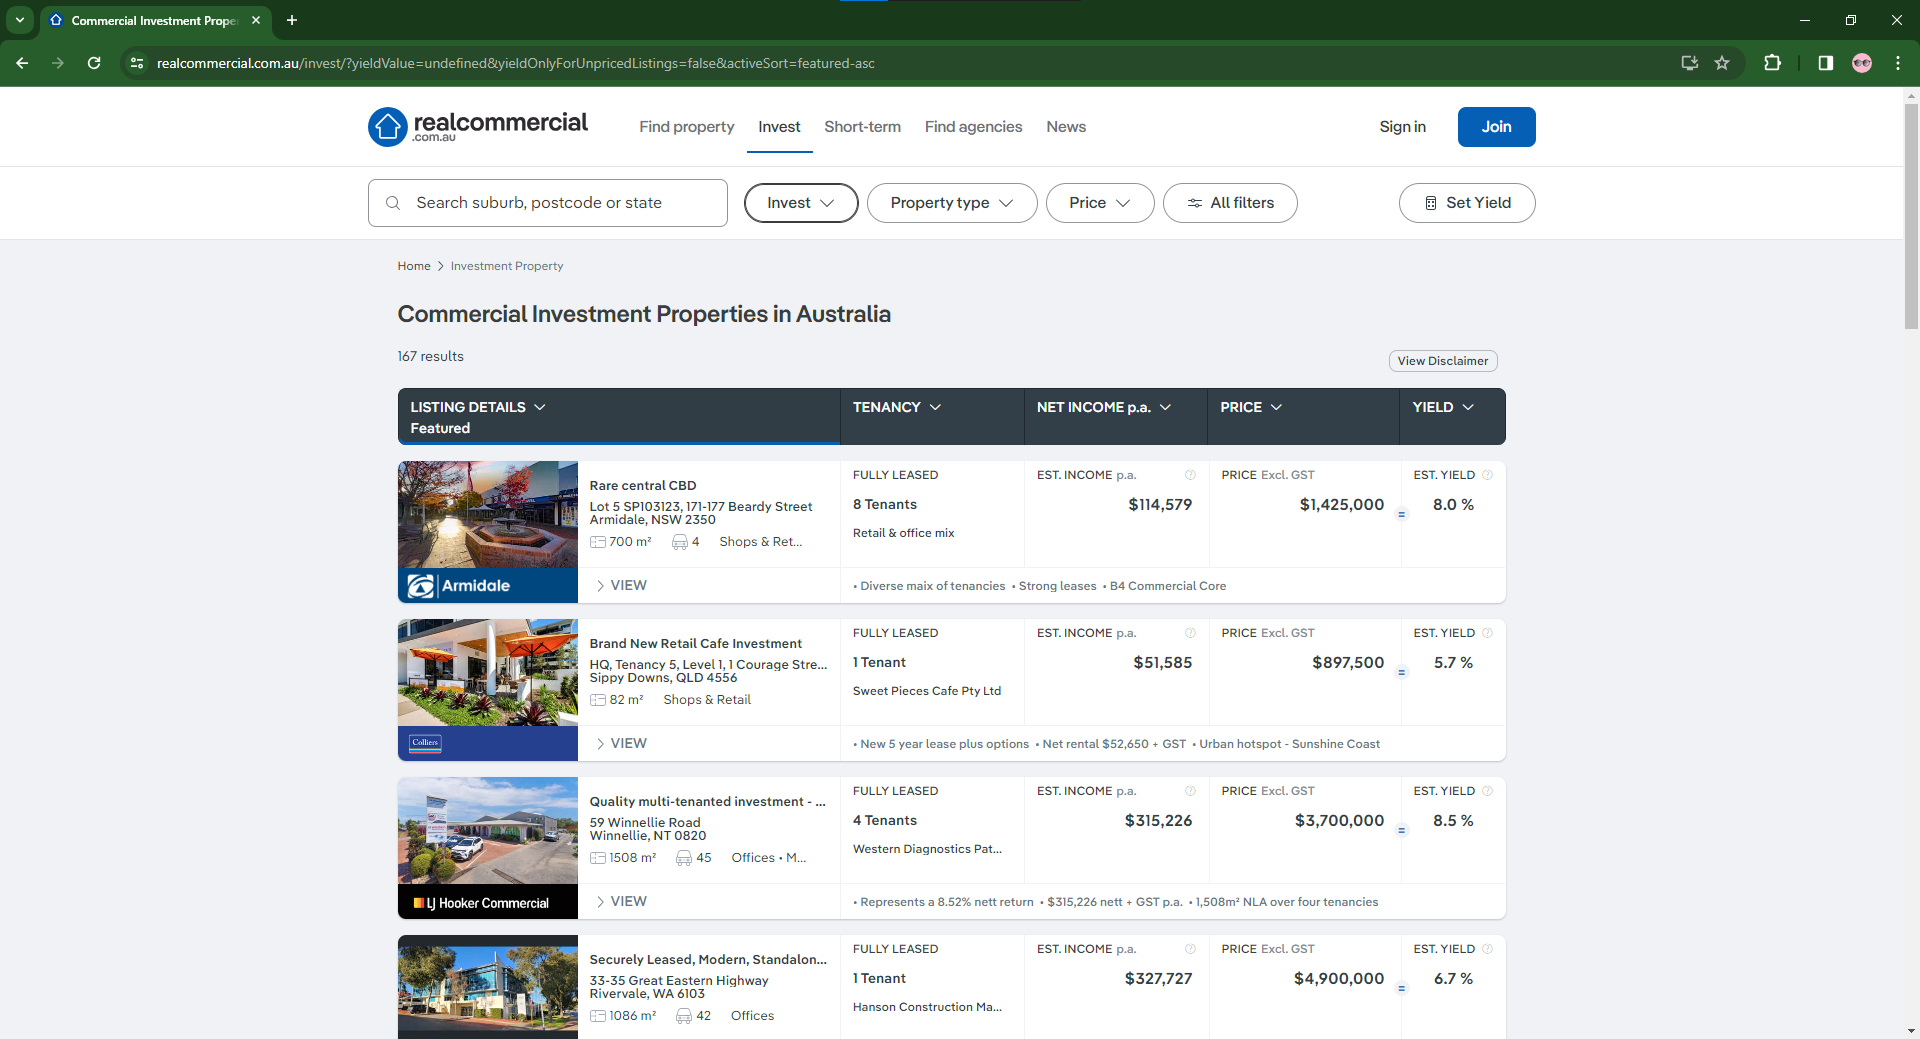 Commercial Investment Prope
realcommercial.com.au/invest/?yieldValue=undefined&yieldOnlyForUnpricedListings=false&activeSort=featured-asc
realcommercial
.com.au
Find property
Invest
Short-term
Find agencies
News
Sign in
Join
Search suburb, postcode or state
Invest
Property type
Price
All filters
Set Yield
Home
Investment Property
Commercial Investment Properties in Australia
167 results
View Disclaimer
LISTING DETAILS
Featured
TENANCY
NET INCOME p.a.
PRICE
YIELD
Rare central CBD
Lot 5 SP103123, 171-177 Beardy Street
Armidale, NSW 2350
700 m²
4
Shops & Ret...
Armidale
VIEW
FULLY LEASED
8 Tenants
Retail & office mix
EST. INCOME p.a.
$114,579
PRICE Excl. GST
$1,425,000
=
EST. YIELD
8.0 %
• Diverse maix of tenancies • Strong leases • B4 Commercial Core
Brand New Retail Cafe Investment
HQ, Tenancy 5, Level 1, 1 Courage Stre...
Sippy Downs, QLD 4556
82 m²
Shops & Retail
Colliers
VIEW
FULLY LEASED
1 Tenant
Sweet Pieces Cafe Pty Ltd
EST. INCOME p.a.
$51,585
PRICE Excl. GST
$897,500
=
EST. YIELD
5.7 %
• New 5 year lease plus options • Net rental $52,650 + GST • Urban hotspot - Sunshine Coast
Quality multi-tenanted investment - ...
59 Winnellie Road
Winnellie, NT 0820
1508 m²
45
Offices • M...
LJ Hooker Commercial
VIEW
FULLY LEASED
4 Tenants
Western Diagnostics Pat...
EST. INCOME p.a.
$315,226
PRICE Excl. GST
$3,700,000
=
EST. YIELD
8.5 %
• Represents a 8.52% nett return • $315,226 nett + GST p.a. • 1,508m² NLA over four tenancies
Securely Leased, Modern, Standalon...
33-35 Great Eastern Highway
Rivervale, WA 6103
1086 m²
42
Offices
FULLY LEASED
1 Tenant
Hanson Construction Ma...
EST. INCOME p.a.
$327,727
PRICE Excl. GST
$4,900,000
=
EST. YIELD
6.7 %